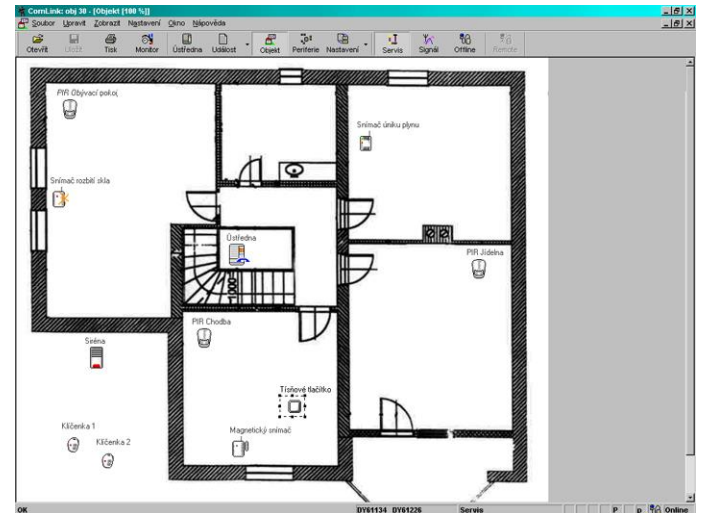 ComLink: obj 30 - [Objekt [100 %]]
Soubor Upravit Zobrazit Nastavení Okno Nápověda
Otevřít Uložit Tisk Monitor Ústředna Událost Objekt Periferie Nastavení Servis Signál Offline Remote
PIR Obývací pokoj
Snímač úniku plynu
Snímač rozbití skla
Ústředna
PIR Jídelna
1000
PIR Chodba
Siréna
Tísňové tlačítko
Klíčenka 1
Magnetický snímač
Klíčenka 2
OK DY61134 DY61226 Servis P p Online